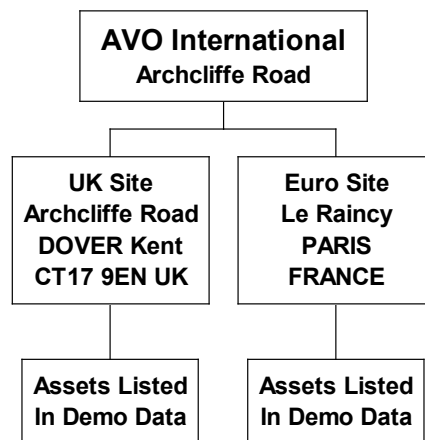 AVO International
Archcliffe Road
UK Site
Archcliffe Road
DOVER Kent
CT17 9EN UK
Euro Site
Le Raincy
PARIS
FRANCE
Assets Listed
In Demo Data
Assets Listed
In Demo Data